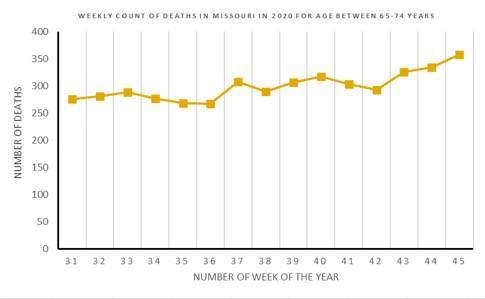 WEEKLY COUNT OF DEATHS IN MISSOURI IN 2020 FOR AGE BETWEEN 65-74 YEARS
400
350
300
250
200
150
100
50
0
NUMBER OF DEATHS
31 32 33 34 35 36 37 38 39 40 41 42 43 44 45
NUMBER OF WEEK OF THE YEAR